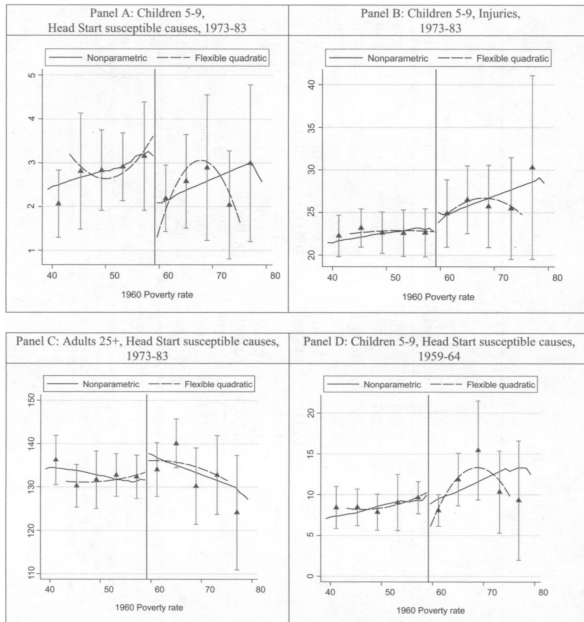 Panel A: Children 5-9,
Head Start susceptible causes, 1973-83
Nonparametric Flexible quadratic
5
4
3
2
1
40 50 60 70 80
1960 Poverty rate
Panel B: Children 5-9, Injuries,
1973-83
Nonparametric Flexible quadratic
40
35
30
25
20
40 50 60 70 80
1960 Poverty rate
Panel C: Adults 25+, Head Start susceptible causes,
1973-83
Nonparametric Flexible quadratic
150
140
130
120
110
40 50 60 70 80
1960 Poverty rate
Panel D: Children 5-9, Head Start susceptible causes,
1959-64
Nonparametric Flexible quadratic
20
15
10
5
0
40 50 60 70 80
1960 Poverty rate